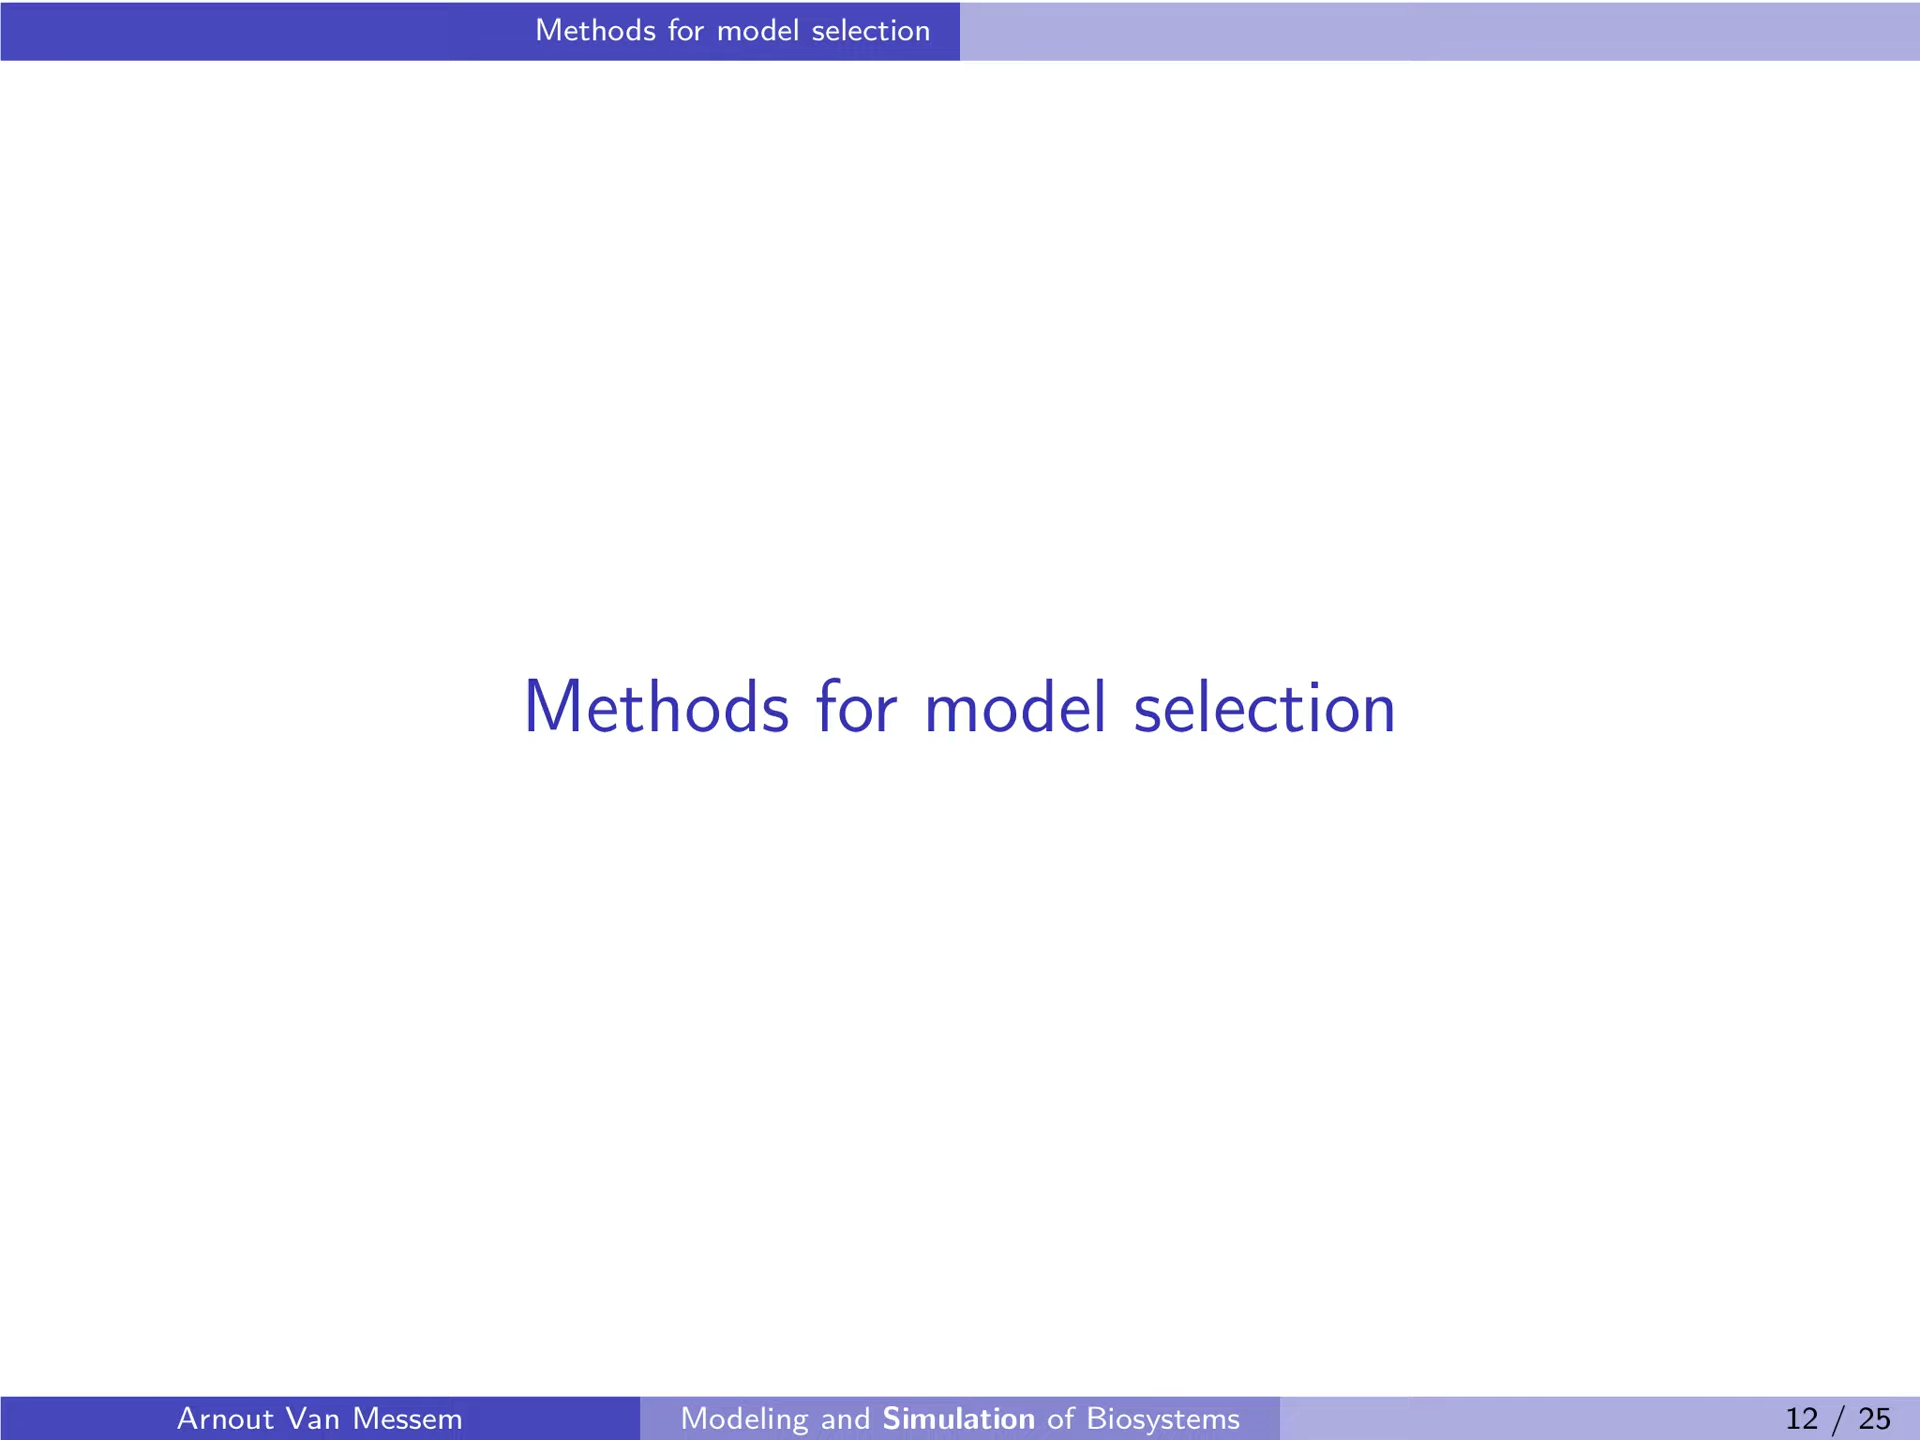 Methods for model selection
Methods for model selection
Arnout Van Messem
Modeling and Simulation of Biosystems
12 / 25